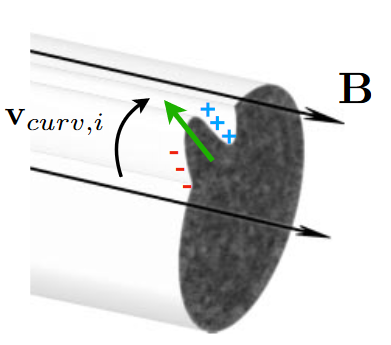 B
+++
v_{curv,i}
- - -